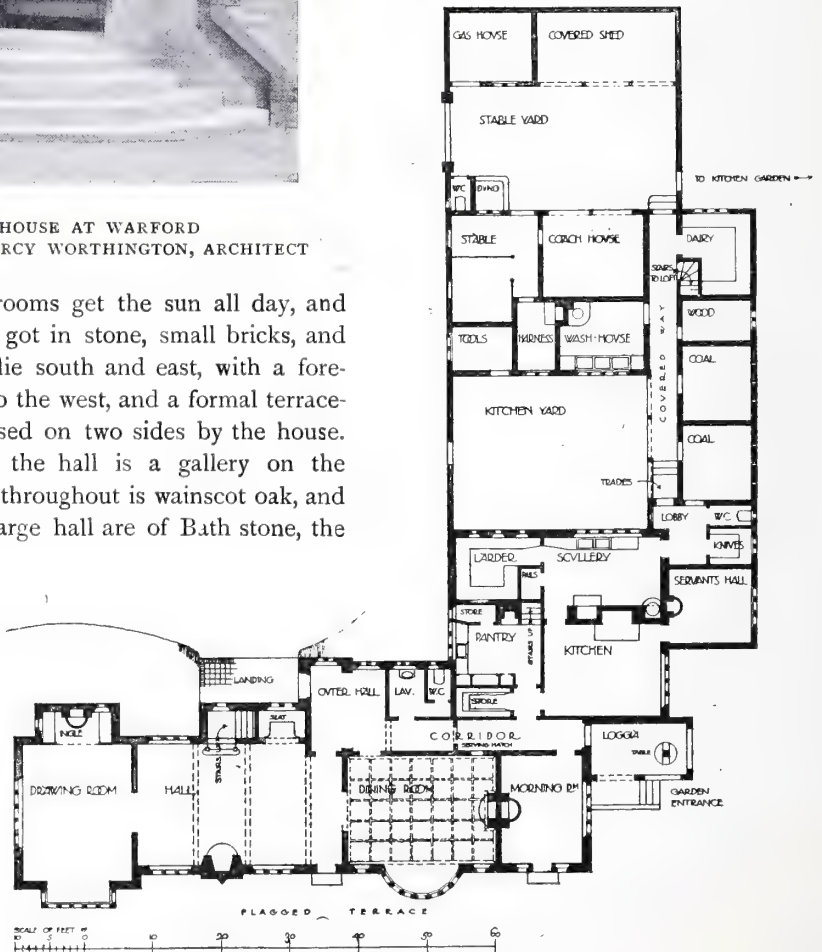 HOUSE AT WARFORD
RCY WORTHINGTON, ARCHITECT
rooms get the sun all day, and
got in stone, small bricks, and
lie south and east, with a fore-
o the west, and a formal terrace-
sed on two sides by the house.
the hall is a gallery on the
throughout is wainscot oak, and
arge hall are of Bath stone, the
GAS HOVSE
COVERED SHED
STABLE YARD
TO KITCHEN GARDEN
WC
STABLE
COACH HOVSE
DAIRY
STAIRS
TO LOFT
WOOD
TOOLS
HARNESS
WASH-HOVSE
COAL
COVERED WAY
KITCHEN YARD
COAL
TRADES
LOBBY
W.C
KNIVES
LARDER
SCVLLERY
SERVANTS HALL
STORE
PANTRY
STAIRS UP
KITCHEN
STORE
LANDING
OVTER HALL
LAV.
W.C
SEAT
INGLE
STAIRS UP
CORRIDOR
SERVING HATCH
LOGGIA
TABLE
DRAWING ROOM
HALL
DINING ROOM
MORNING RM
GARDEN
ENTRANCE
FLAGGED TERRACE
SCALE OF FEET
10 5 0 10 20 30 40 50 60